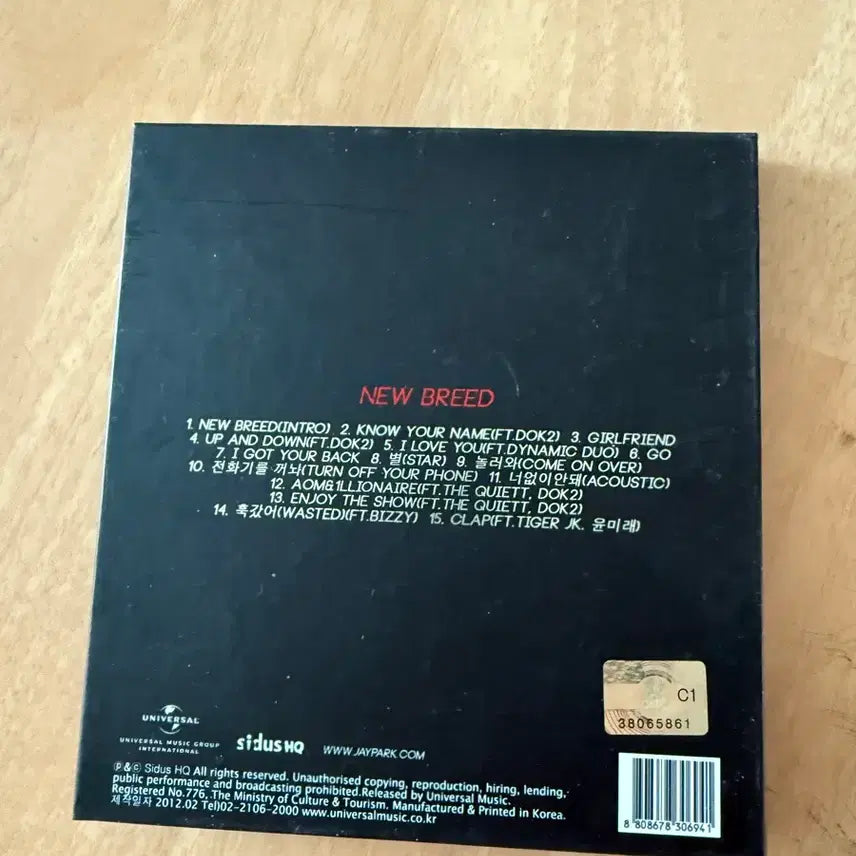 NEW BREED
1. NEW BREED(INTRO) 2. KNOW YOUR NAME(FT.DOK2) 3. GIRLFRIEND
4. UP AND DOWN(FT.DOK2) 5. I LOVE YOU(FT.DYNAMIC DUO) 6. GO
7. I GOT YOUR BACK 8. 별(STAR) 9. 놀러와(COME ON OVER)
10. 전화기를 꺼놔(TURN OFF YOUR PHONE) 11. 너없이안돼(ACOUSTIC)
12. AOM&1LLIONAIRE(FT.THE QUIETT, DOK2)
13. ENJOY THE SHOW(FT.THE QUIETT, DOK2)
14. 훅갔어(WASTED)(FT.BIZZY) 15. CLAP(FT.TIGER JK. 윤미래)
C1
38065861
UNIVERSAL
UNIVERSAL MUSIC GROUP
INTERNATIONAL
sidus HQ
WWW.JAYPARK.COM
℗&© Sidus HQ All rights reserved. Unauthorised copying, reproduction, hiring, lending,
public performance and broadcasting prohibited.Released by Universal Music.
Registered No.776. The Ministry of Culture & Tourism. Manufactured & Printed in Korea.
제작일자 2012.02 Tel)02-2106-2000 www.universalmusic.co.kr
8 808678 306941